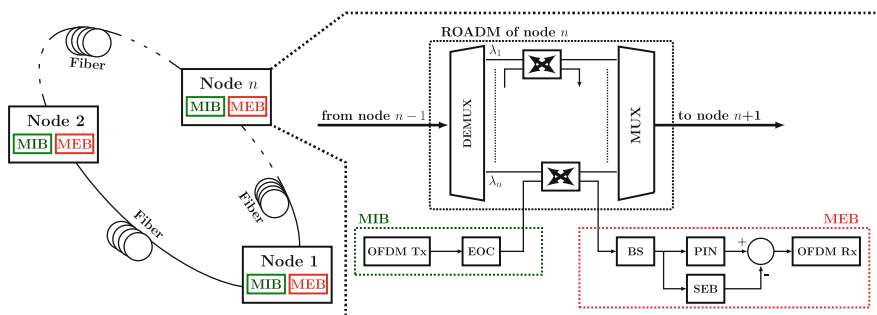 Fiber
Node n
MIB MEB
Node 2
MIB MEB
Fiber
Fiber
Node 1
MIB MEB
ROADM of node n
λ1
from node n − 1
DEMUX
MUX
to node n+1
λn
MIB
OFDM Tx
EOC
MEB
BS
PIN
+
-
SEB
OFDM Rx